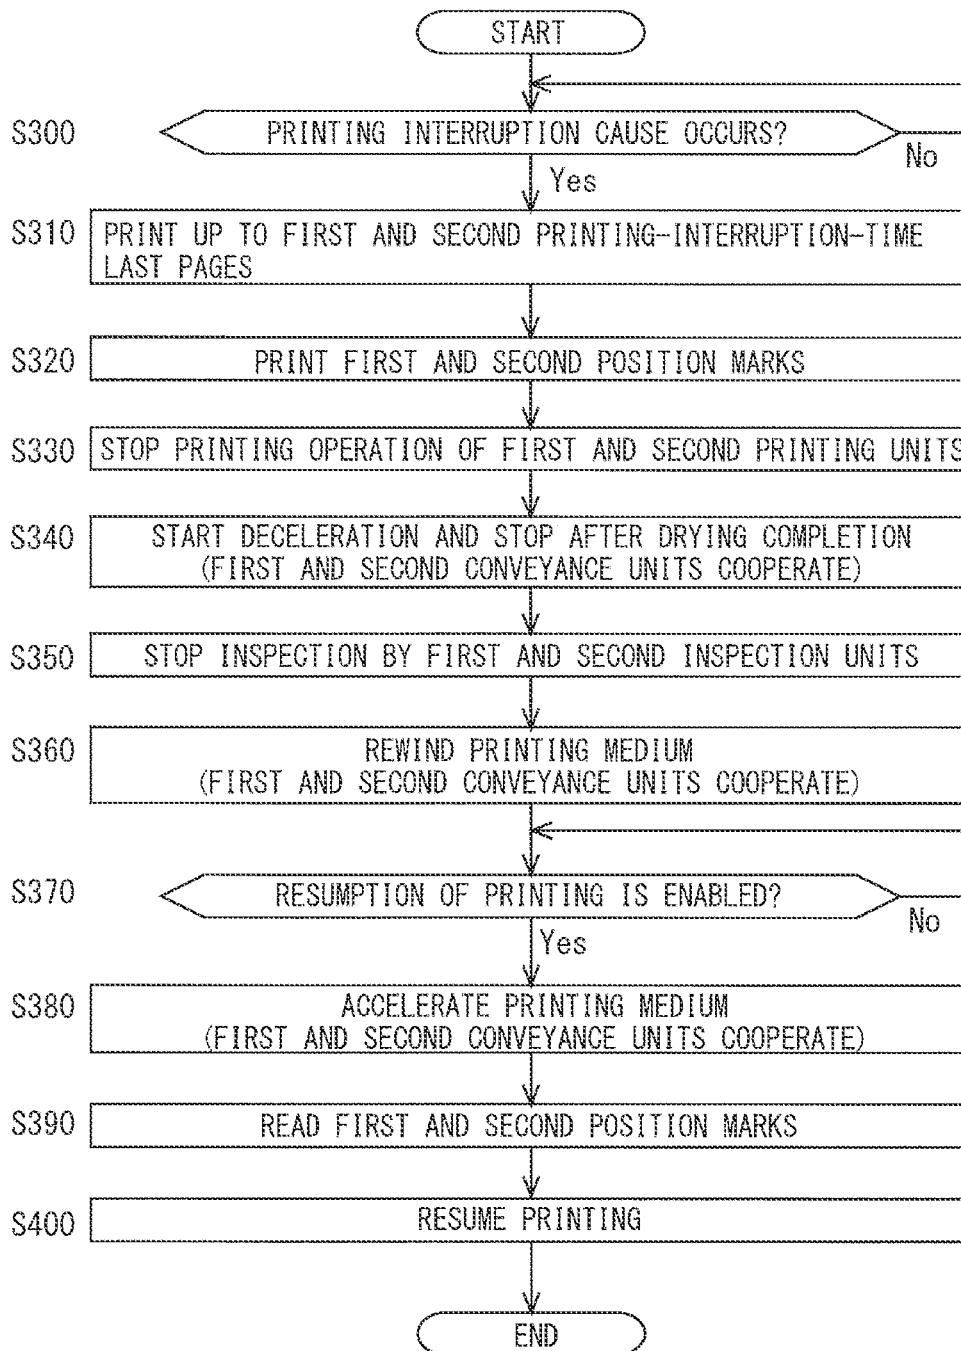 START
S300
PRINTING INTERRUPTION CAUSE OCCURS?
No
Yes
S310
PRINT UP TO FIRST AND SECOND PRINTING-INTERRUPTION-TIME
LAST PAGES
S320
PRINT FIRST AND SECOND POSITION MARKS
S330
STOP PRINTING OPERATION OF FIRST AND SECOND PRINTING UNITS
S340
START DECELERATION AND STOP AFTER DRYING COMPLETION
(FIRST AND SECOND CONVEYANCE UNITS COOPERATE)
S350
STOP INSPECTION BY FIRST AND SECOND INSPECTION UNITS
S360
REWIND PRINTING MEDIUM
(FIRST AND SECOND CONVEYANCE UNITS COOPERATE)
S370
RESUMPTION OF PRINTING IS ENABLED?
No
Yes
S380
ACCELERATE PRINTING MEDIUM
(FIRST AND SECOND CONVEYANCE UNITS COOPERATE)
S390
READ FIRST AND SECOND POSITION MARKS
S400
RESUME PRINTING
END